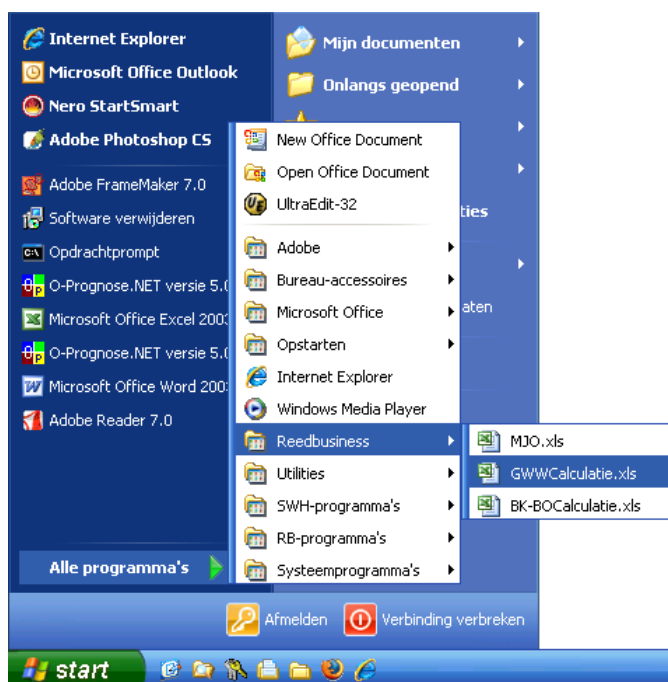 Internet Explorer
Microsoft Office Outlook
Nero StartSmart
Adobe Photoshop CS
Adobe FrameMaker 7.0
Software verwijderen
Opdrachtprompt
O-Prognose.NET versie 5.0
Microsoft Office Excel 2003
O-Prognose.NET versie 5.0
Microsoft Office Word 2003
Adobe Reader 7.0
Alle programma's
Mijn documenten
Onlangs geopend
ties
aten
New Office Document
Open Office Document
UltraEdit-32
Adobe
Bureau-accessoires
Microsoft Office
Opstarten
Internet Explorer
Windows Media Player
Reedbusiness
Utilities
SWH-programma's
RB-programma's
Systeemprogramma's
MJO.xls
GWWCalculatie.xls
BK-BOCalculatie.xls
Afmelden
Verbinding verbreken
start